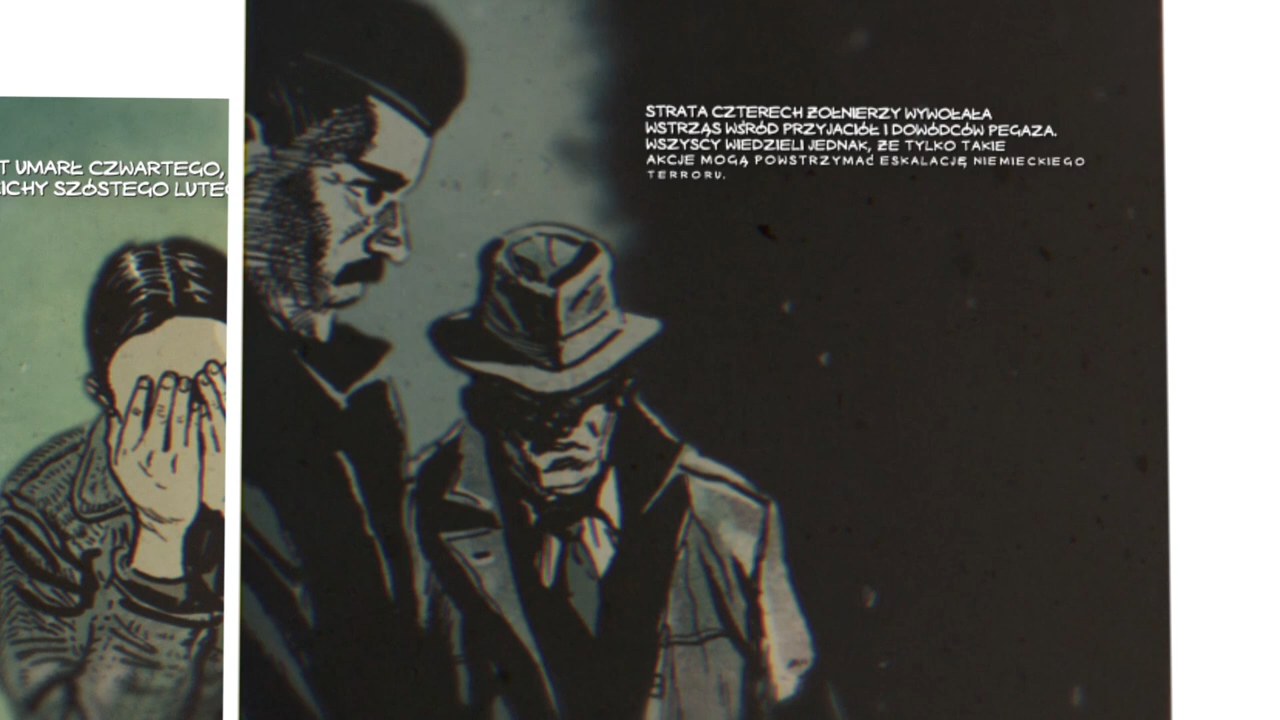 T UMARŁ CZWARTEGO,
ICHY SZÓSTEGO LUTEG
STRATA CZTERECH ŻOŁNIERZY WYWOŁAŁA
WSTRZĄS WŚRÓD PRZYJACIÓŁ I DOWÓDCÓW PEGAZA.
WSZYSCY WIEDZIELI JEDNAK, ŻE TYLKO TAKIE
AKCJE MOGĄ POWSTRZYMAĆ ESKALACJĘ NIEMIECKIEGO
TERRORU.